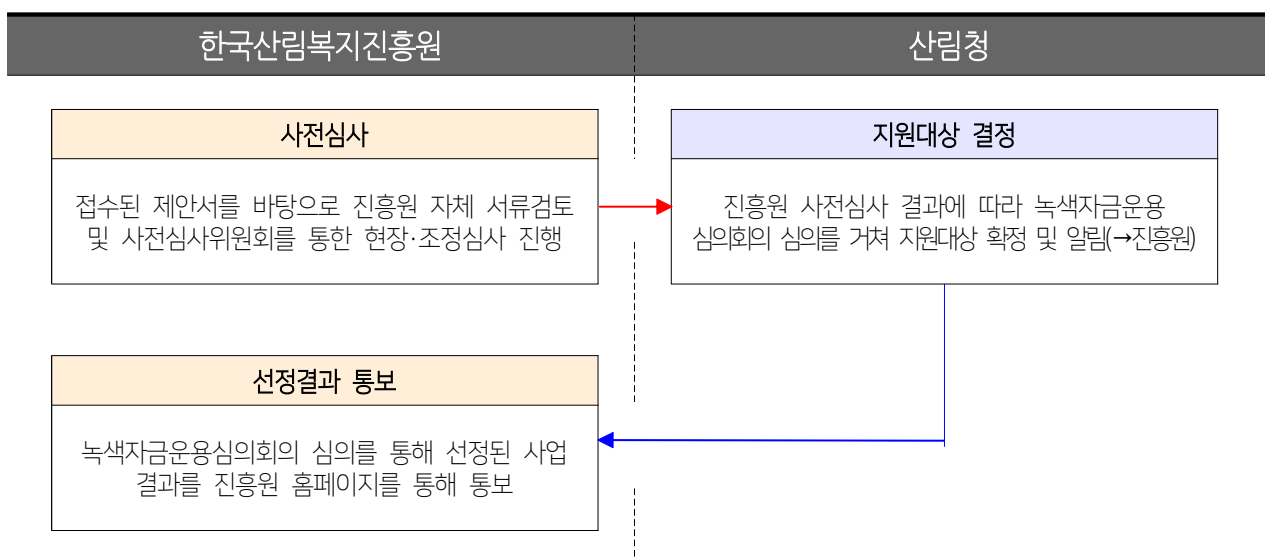 한국산림복지진흥원
산림청
사전심사
접수된 제안서를 바탕으로 진흥원 자체 서류검토
및 사전심사위원회를 통한 현장·조정심사 진행
지원대상 결정
진흥원 사전심사 결과에 따라 녹색자금운용
심의회의 심의를 거쳐 지원대상 확정 및 알림(→진흥원)
선정결과 통보
녹색자금운용심의회의 심의를 통해 선정된 사업
결과를 진흥원 홈페이지를 통해 통보